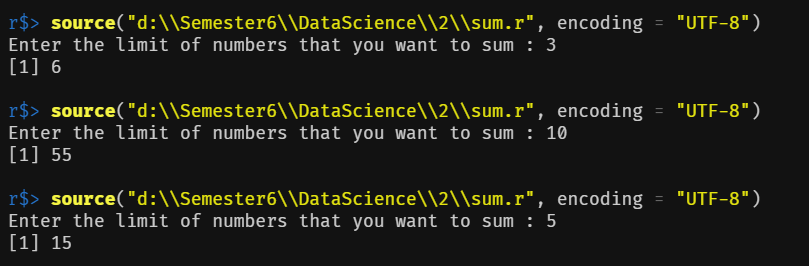 r$> source("d:\\Semester6\\DataScience\\2\\sum.r", encoding = "UTF-8")
Enter the limit of numbers that you want to sum : 3
[1] 6
r$> source("d:\\Semester6\\DataScience\\2\\sum.r", encoding = "UTF-8")
Enter the limit of numbers that you want to sum : 10
[1] 55
r$> source("d:\\Semester6\\DataScience\\2\\sum.r", encoding = "UTF-8")
Enter the limit of numbers that you want to sum : 5
[1] 15